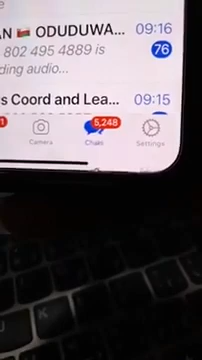 AN 🇴🇲 ODUDUWA... 09:16
802 495 4889 is 76
ding audio...
s Coord and Lea... 09:15
1 5,248
Camera Chats Settings
K